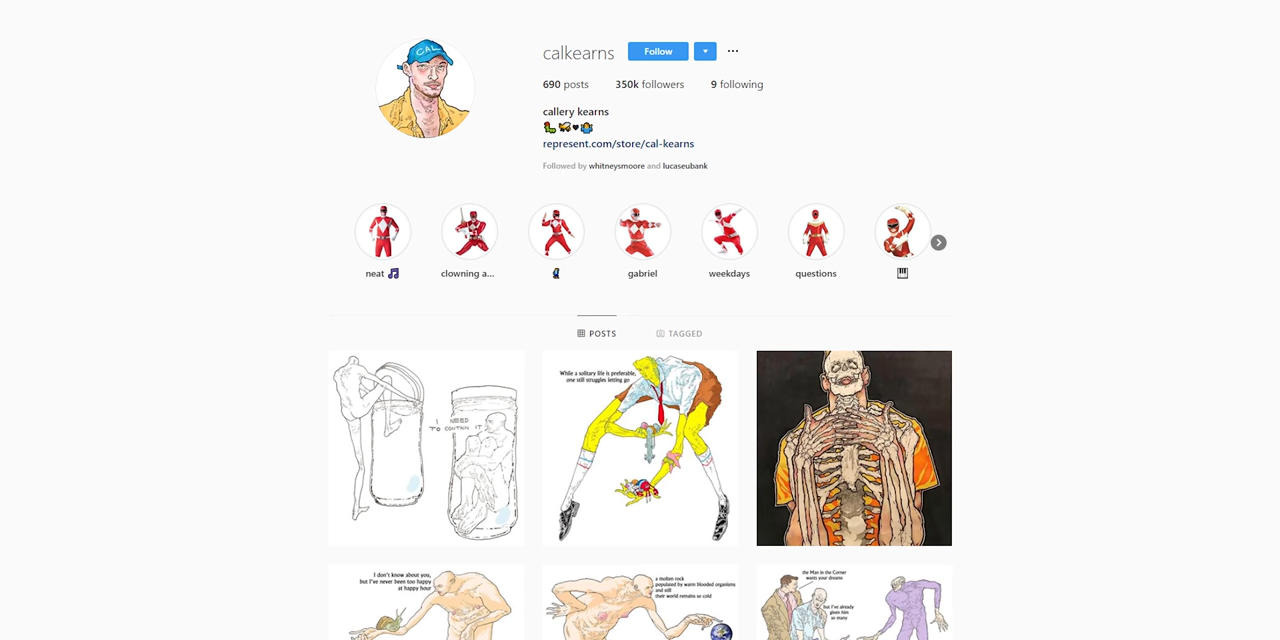 CAL
calkearns Follow
690 posts 350k followers 9 following
callery kearns
represent.com/store/cal-kearns
Followed by whitneysmoore and lucaseubank
neat clowning a... gabriel weekdays questions
POSTS TAGGED
While a solitary life is preferable,
one still struggles letting go
I NEED
TO CONTAIN IT
I don't know about you,
but I've never been too happy
at happy hour
a molten rock
populated by warm blooded organisms
and still
their world remains so cold
the Man in the Corner
wants your dreams
but I've already
given him
so many